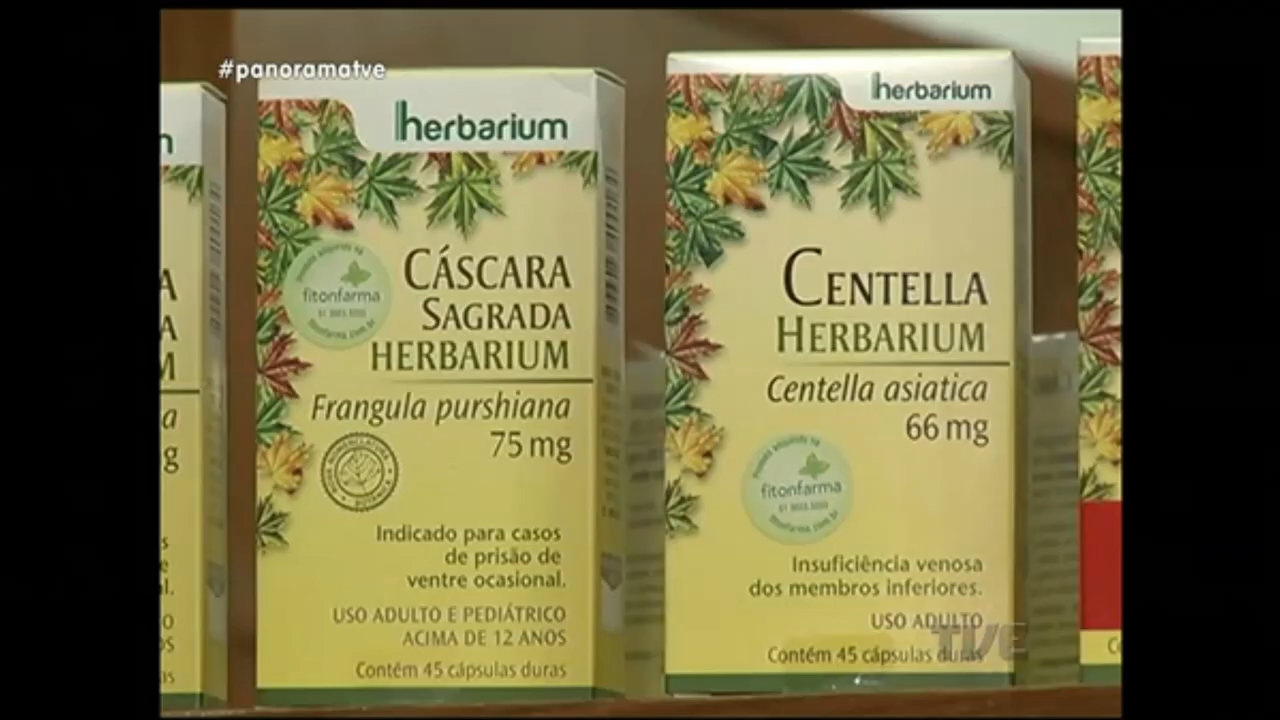 #panoramatve
herbarium
CÁSCARA
SAGRADA
HERBARIUM
Frangula purshiana
75 mg
fitonfarma
Indicado para casos
de prisão de
ventre ocasional.
USO ADULTO E PEDIÁTRICO
ACIMA DE 12 ANOS
Contém 45 cápsulas duras
herbarium
CENTELLA
HERBARIUM
Centella asiatica
66 mg
fitonfarma
Insuficiência venosa
dos membros inferiores.
USO ADULTO
Contém 45 cápsulas duras
TVE